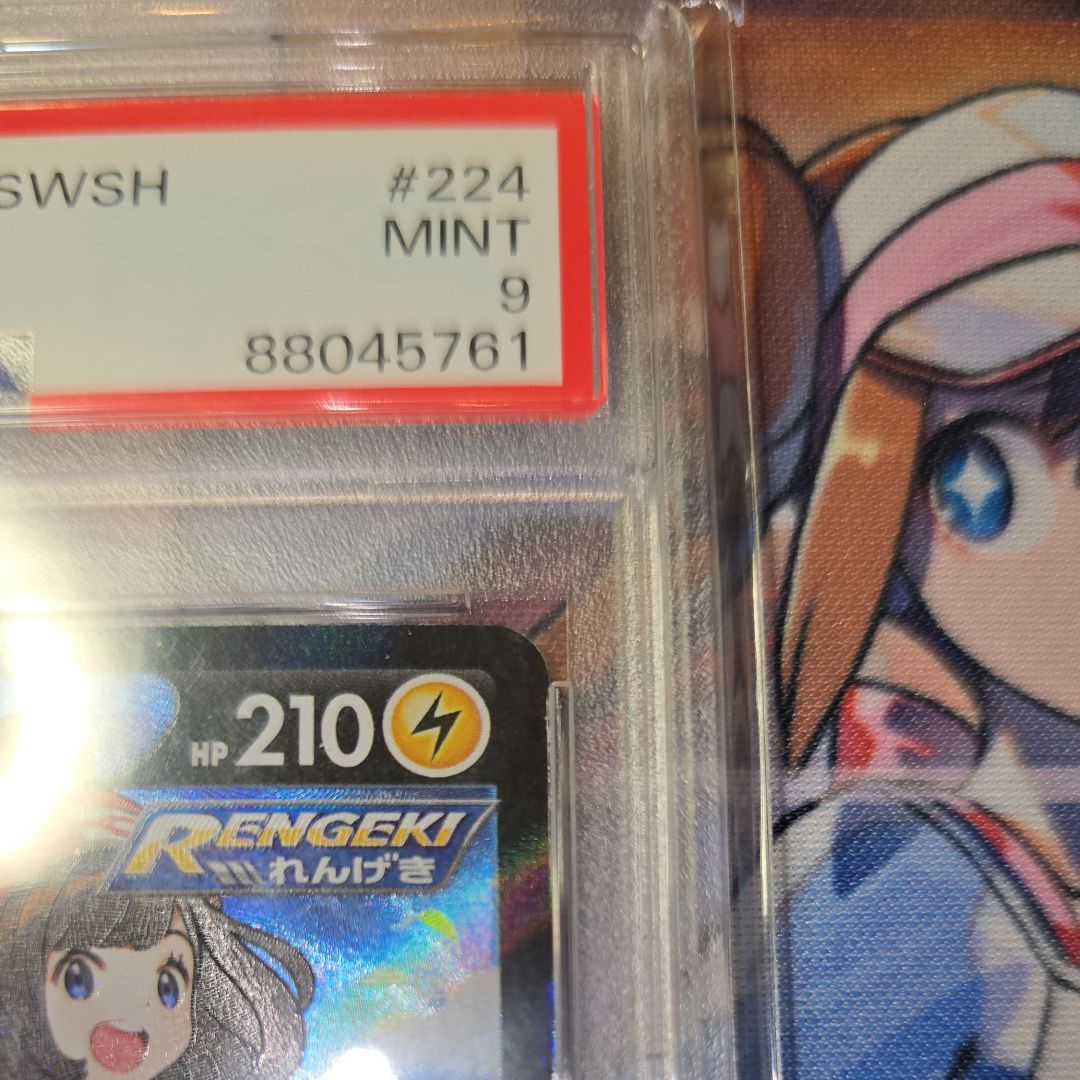 SWSH #224
MINT
9
88045761
HP 210
RENGEKI
れんげき